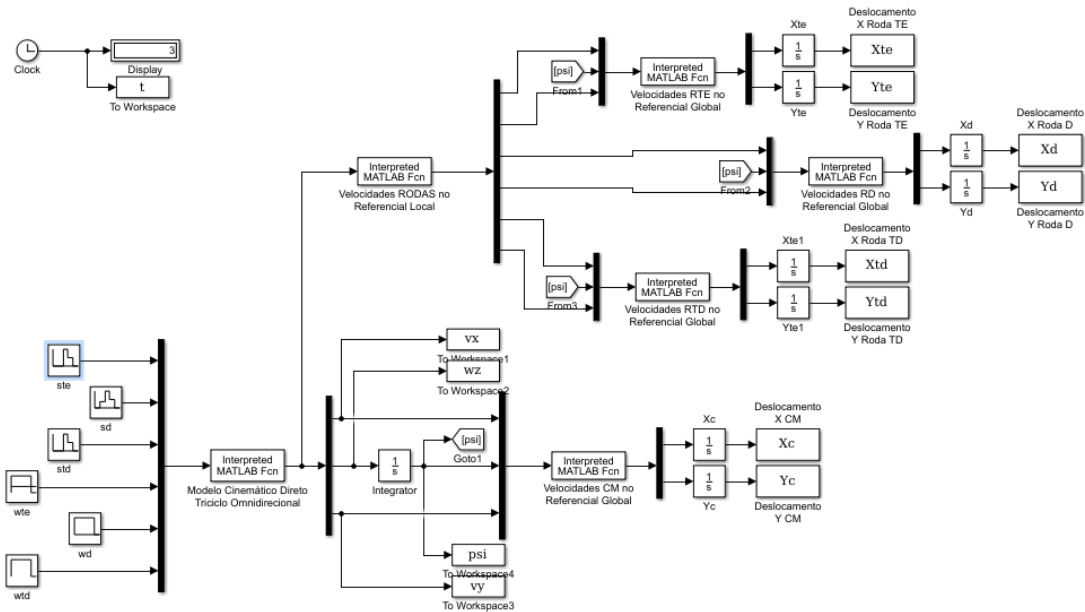 Clock
3
Display
t
To Workspace
Interpreted
MATLAB Fcn
Velocidades RODAS no
Referencial Local
[psi]
From1
Interpreted
MATLAB Fcn
Velocidades RTE no
Referencial Global
Xte
1
s
1
s
Yte
Deslocamento
X Roda TE
Xte
Yte
Deslocamento
Y Roda TE
[psi]
From2
Interpreted
MATLAB Fcn
Velocidades RD no
Referencial Global
Xd
1
s
1
s
Yd
Deslocamento
X Roda D
Xd
Yd
Deslocamento
Y Roda D
[psi]
From3
Interpreted
MATLAB Fcn
Velocidades RTD no
Referencial Global
Xte1
1
s
1
s
Yte1
Deslocamento
X Roda TD
Xtd
Ytd
Deslocamento
Y Roda TD
ste
sd
std
wte
wd
wtd
Interpreted
MATLAB Fcn
Modelo Cinemático Direto
Triciclo Omnidirecional
vx
To Workspace1
wz
To Workspace2
1
s
Integrator
[psi]
Goto1
psi
To Workspace4
vy
To Workspace3
Interpreted
MATLAB Fcn
Velocidades CM no
Referencial Global
Xc
1
s
1
s
Yc
Deslocamento
X CM
Xc
Yc
Deslocamento
Y CM